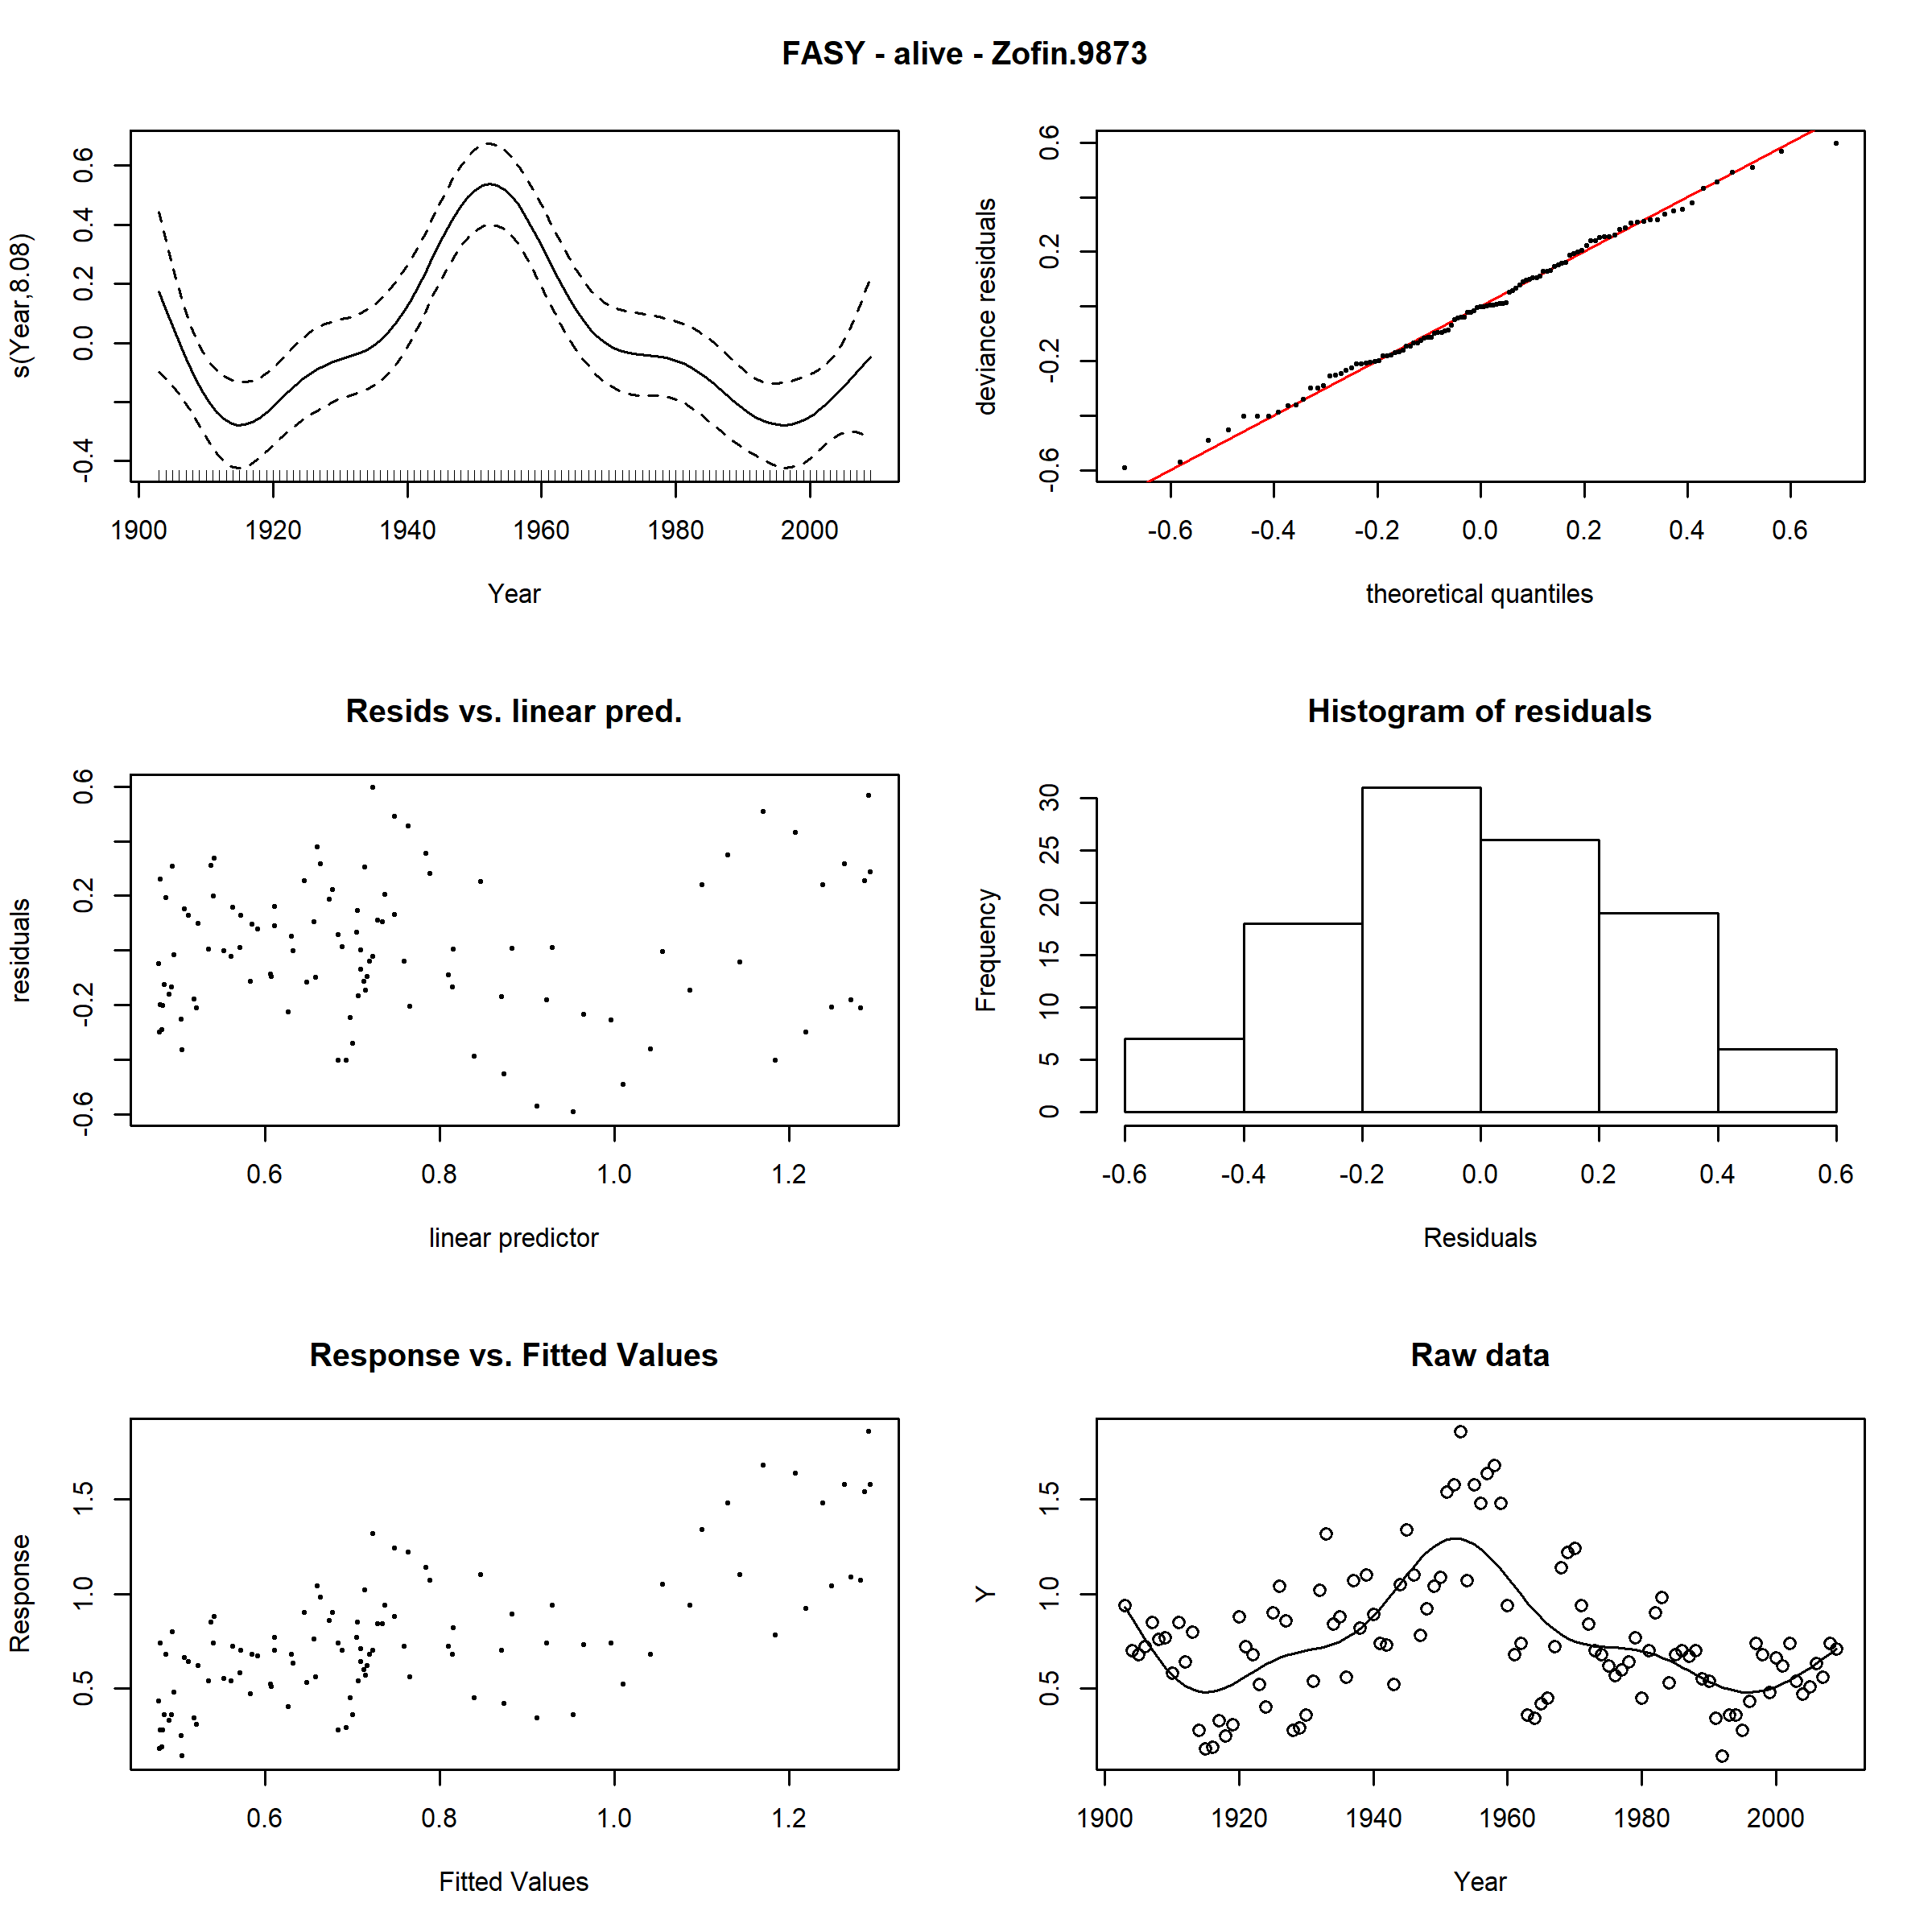 FASY - alive - Zofin.9873
s(Year,8.08)
-0.4 0.0 0.2 0.4 0.6
1900 1920 1940 1960 1980 2000
Year
deviance residuals
-0.6 -0.2 0.2 0.6
-0.6 -0.4 -0.2 0.0 0.2 0.4 0.6
theoretical quantiles
Resids vs. linear pred.
residuals
-0.6 -0.2 0.2 0.6
0.6 0.8 1.0 1.2
linear predictor
Histogram of residuals
Frequency
0 5 10 15 20 25 30
-0.6 -0.4 -0.2 0.0 0.2 0.4 0.6
Residuals
Response vs. Fitted Values
Response
0.5 1.0 1.5
0.6 0.8 1.0 1.2
Fitted Values
Raw data
Y
0.5 1.0 1.5
1900 1920 1940 1960 1980 2000
Year